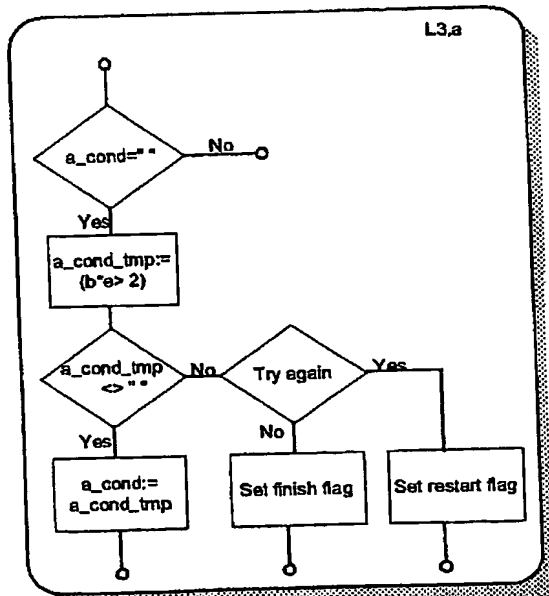 L3,a
a_cond=" "
No
Yes
a_cond_tmp:=
(b*e> 2)
a_cond_tmp
<> " "
No
Try again
Yes
Yes
No
a_cond:=
a_cond_tmp
Set finish flag
Set restart flag